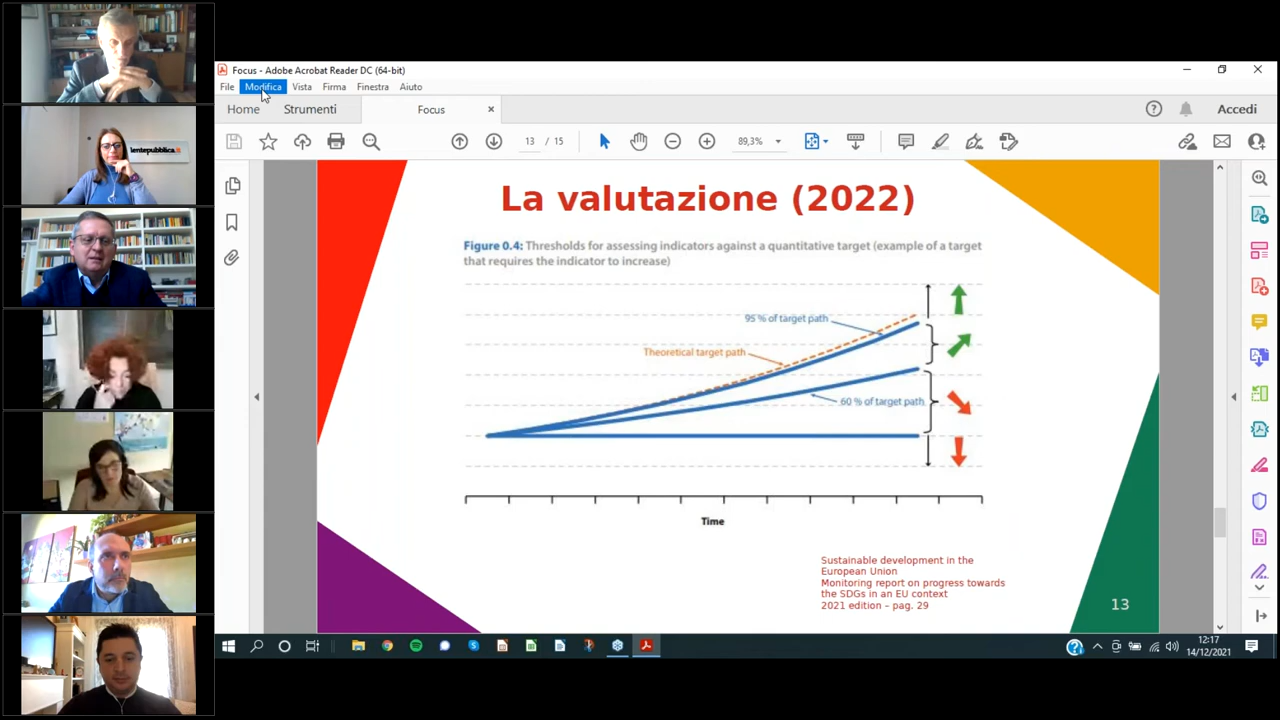 Focus - Adobe Acrobat Reader DC (64-bit)
File Modifica Vista Firma Finestra Aiuto
Home Strumenti Focus Accedi
13 / 15 89,3%
lentepubblica.it
La valutazione (2022)
Figure 0.4: Thresholds for assessing indicators against a quantitative target (example of a target
that requires the indicator to increase)
95 % of target path
Theoretical target path
60 % of target path
Time
Sustainable development in the
European Union
Monitoring report on progress towards
the SDGs in an EU context
2021 edition – pag. 29
13
12:17
14/12/2021